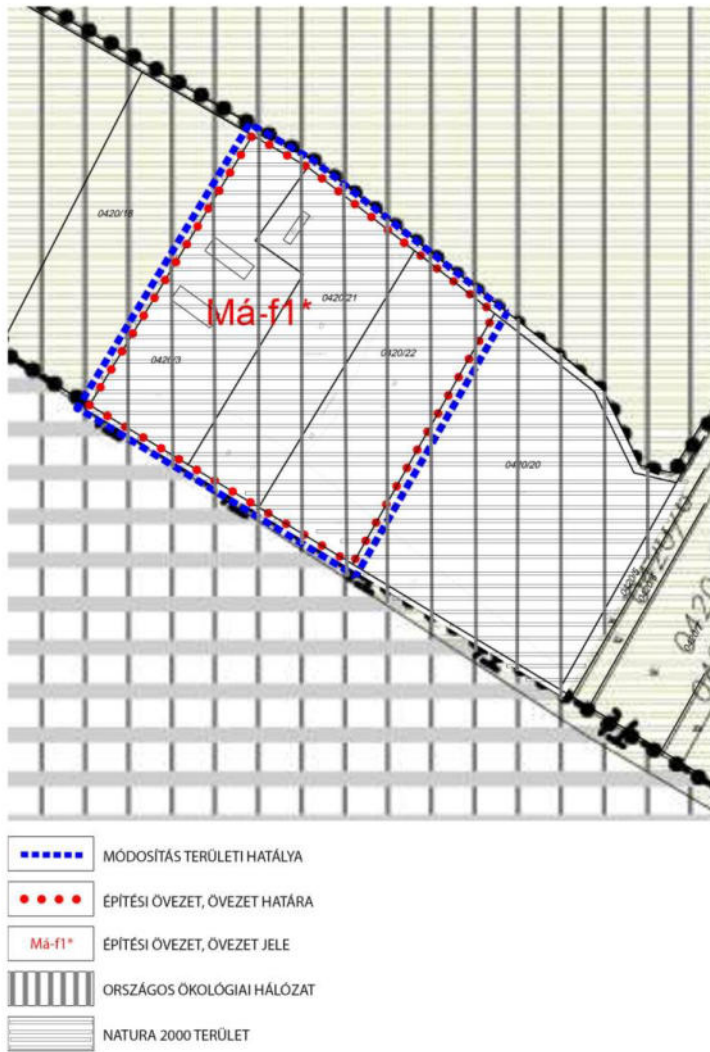 0420/18
0420/21
Má-f1*
0420/3
0420/22
0420/20
MÓDOSÍTÁS TERÜLETI HATÁLYA
ÉPÍTÉSI ÖVEZET, ÖVEZET HATÁRA
Má-f1* ÉPÍTÉSI ÖVEZET, ÖVEZET JELE
ORSZÁGOS ÖKOLÓGIAI HÁLÓZAT
NATURA 2000 TERÜLET